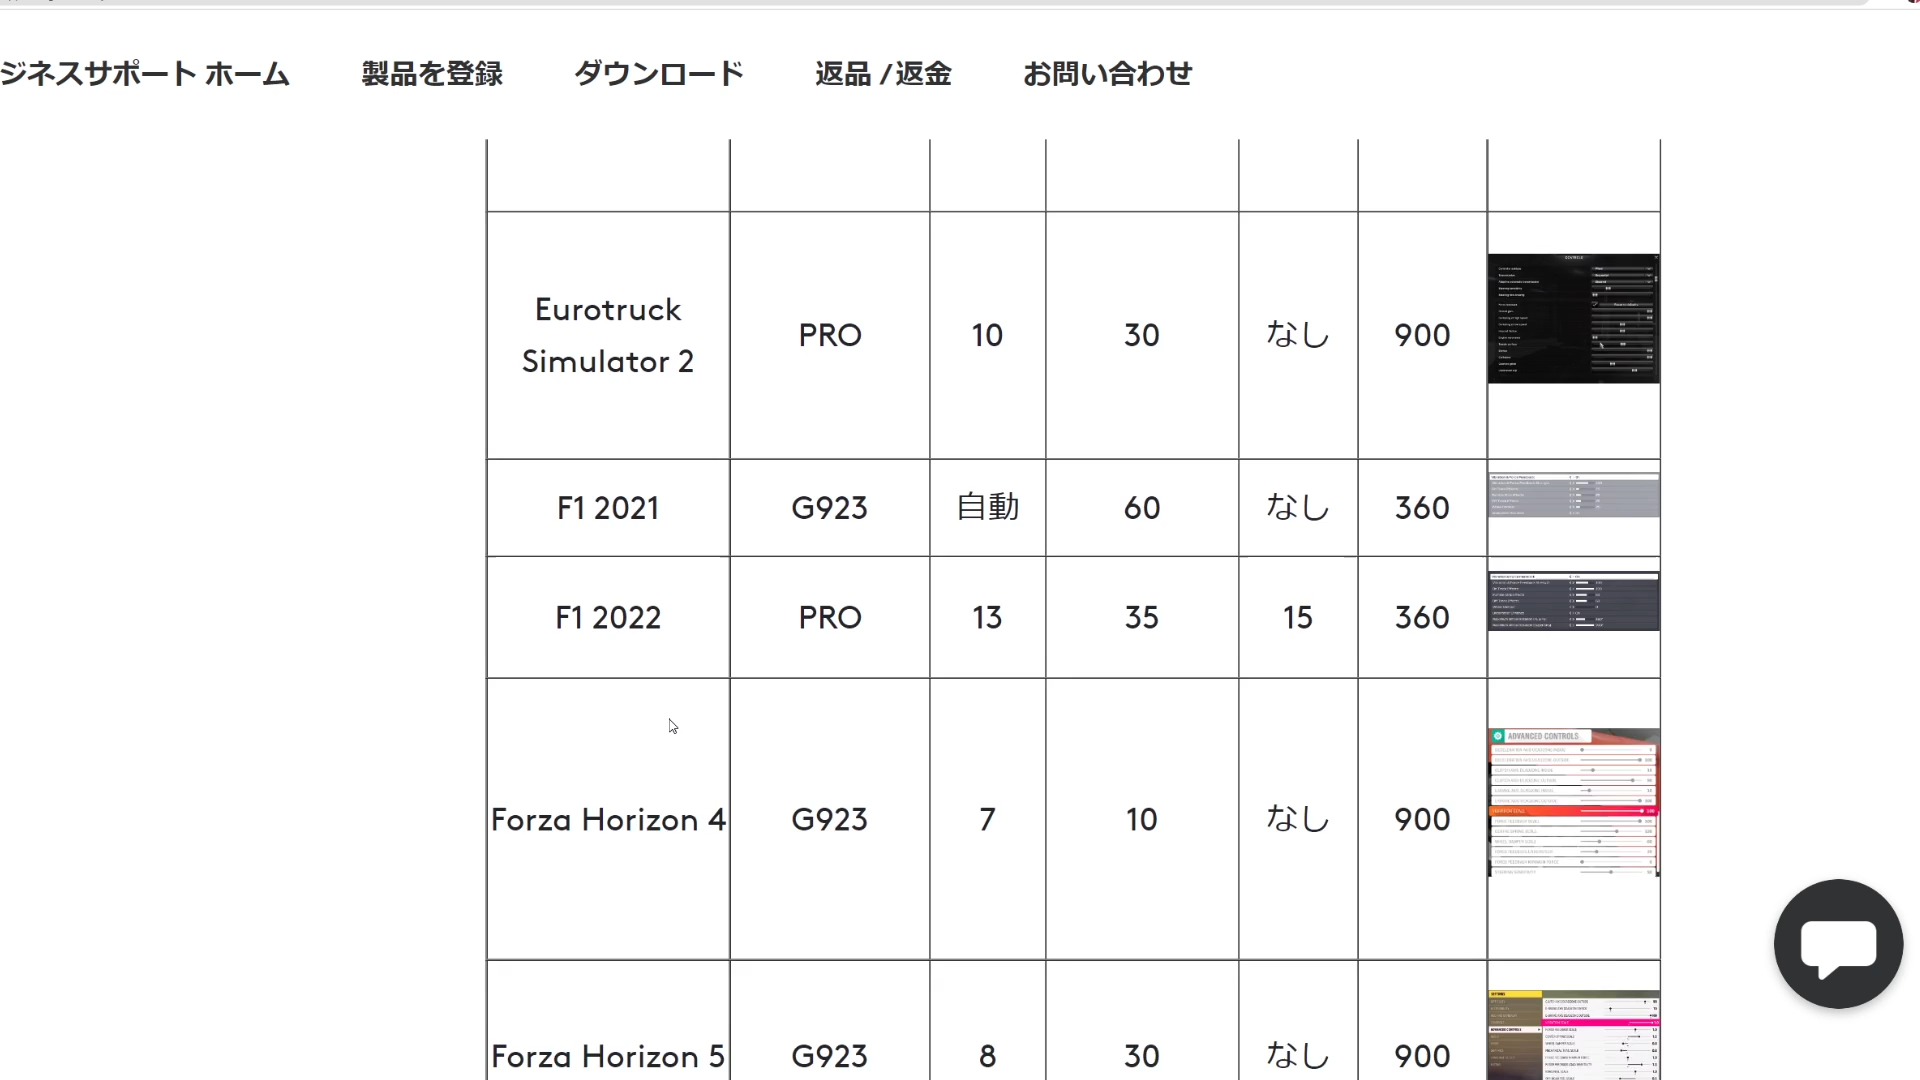 ジネスサポート ホーム 製品を登録 ダウンロード 返品 /返金 お問い合わせ
Eurotruck
Simulator 2 PRO 10 30 なし 900
F1 2021 G923 自動 60 なし 360
F1 2022 PRO 13 35 15 360
ADVANCED CONTROLS
Forza Horizon 4 G923 7 10 なし 900
Forza Horizon 5 G923 8 30 なし 900